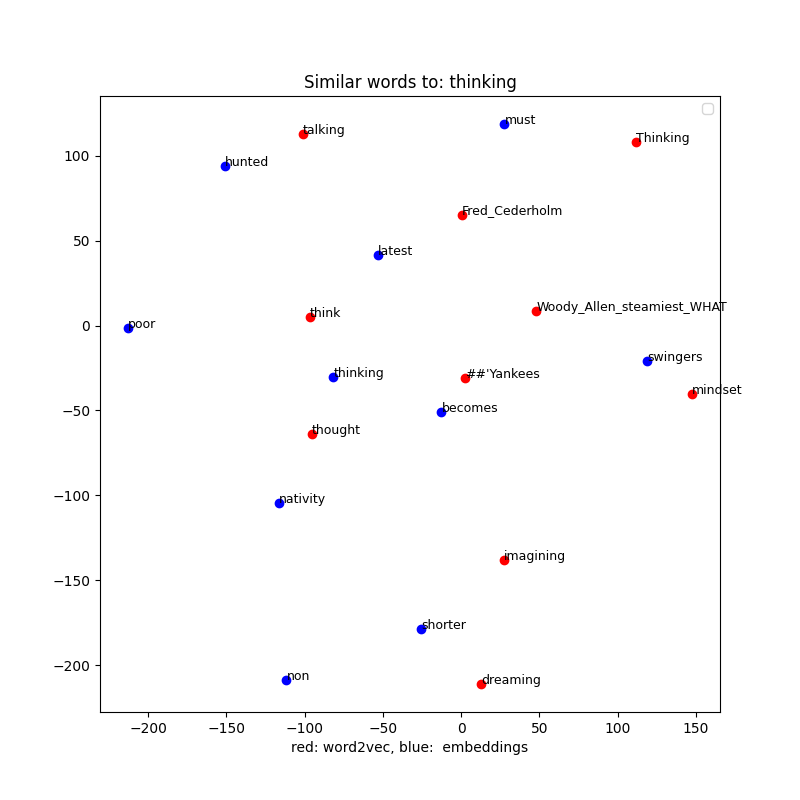 Similar words to: thinking
must
talking
Thinking
hunted
Fred_Cederholm
latest
Woody_Allen_steamiest_WHAT
think
poor
swingers
thinking
##'Yankees
mindset
becomes
thought
nativity
imagining
shorter
non
dreaming
100
50
0
−50
−100
−150
−200
−200 −150 −100 −50 0 50 100 150
red: word2vec, blue:  embeddings